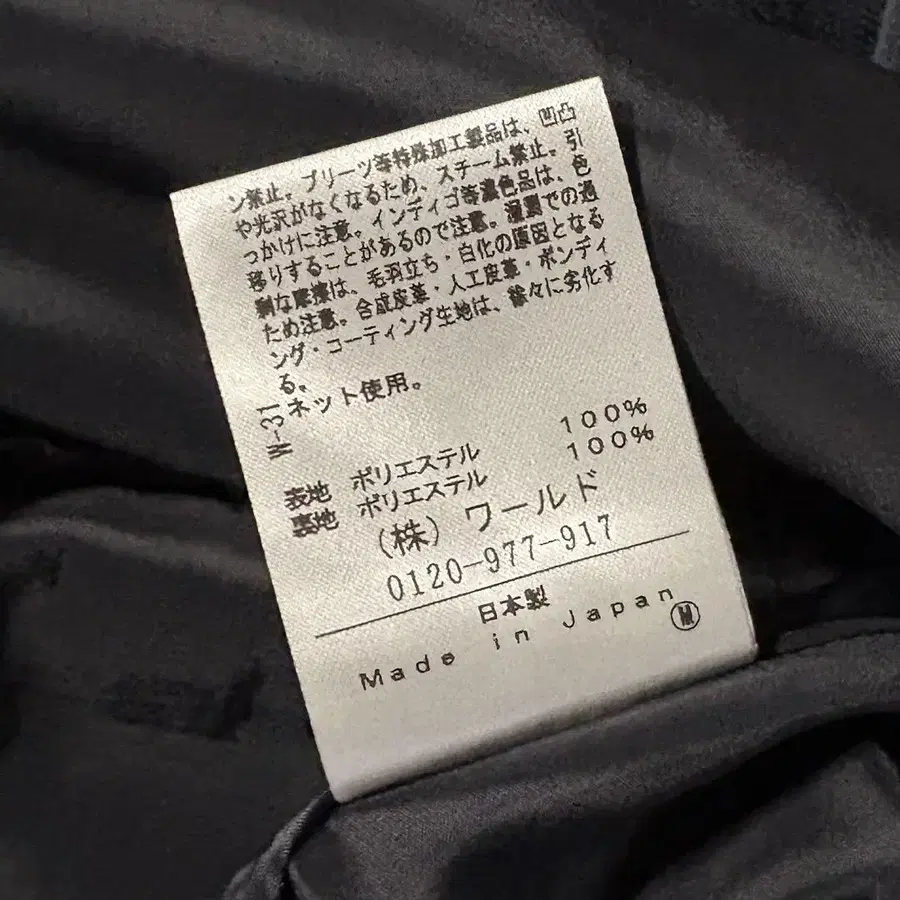 ン禁止。プリーツ等特殊加工製品は、凹凸
や光沢がなくなるため、スチーム禁止。引
っかけに注意。インディゴ等濃色品は、色
移りすることがあるので注意。湿潤での過
剰な摩擦は、毛羽立ち・白化の原因となる
ため注意。合成皮革・人工皮革・ボンディ
ング・コーティング生地は、徐々に劣化す
る。
ネット使用。
W-31
表地 ポリエステル 100%
裏地 ポリエステル 100%
(株) ワールド
0120-977-917
日本製
Made in Japan
M